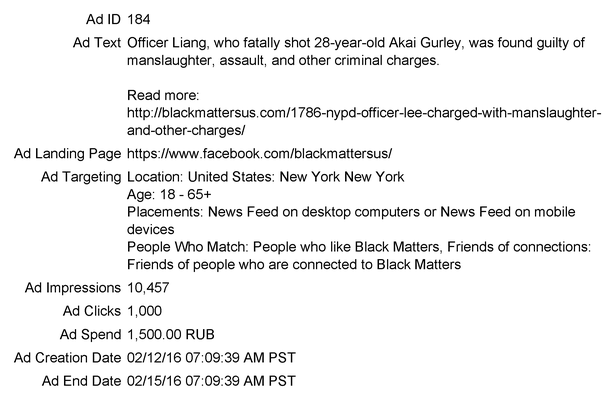 Ad ID 184
Ad Text Officer Liang, who fatally shot 28-year-old Akai Gurley, was found guilty of
manslaughter, assault, and other criminal charges.
Read more:
http://blackmattersus.com/1786-nypd-officer-lee-charged-with-manslaughter-
and-other-charges/
Ad Landing Page https://www.facebook.com/blackmattersus/
Ad Targeting Location: United States: New York New York
Age: 18 - 65+
Placements: News Feed on desktop computers or News Feed on mobile
devices
People Who Match: People who like Black Matters, Friends of connections:
Friends of people who are connected to Black Matters
Ad Impressions 10,457
Ad Clicks 1,000
Ad Spend 1,500.00 RUB
Ad Creation Date 02/12/16 07:09:39 AM PST
Ad End Date 02/15/16 07:09:39 AM PST